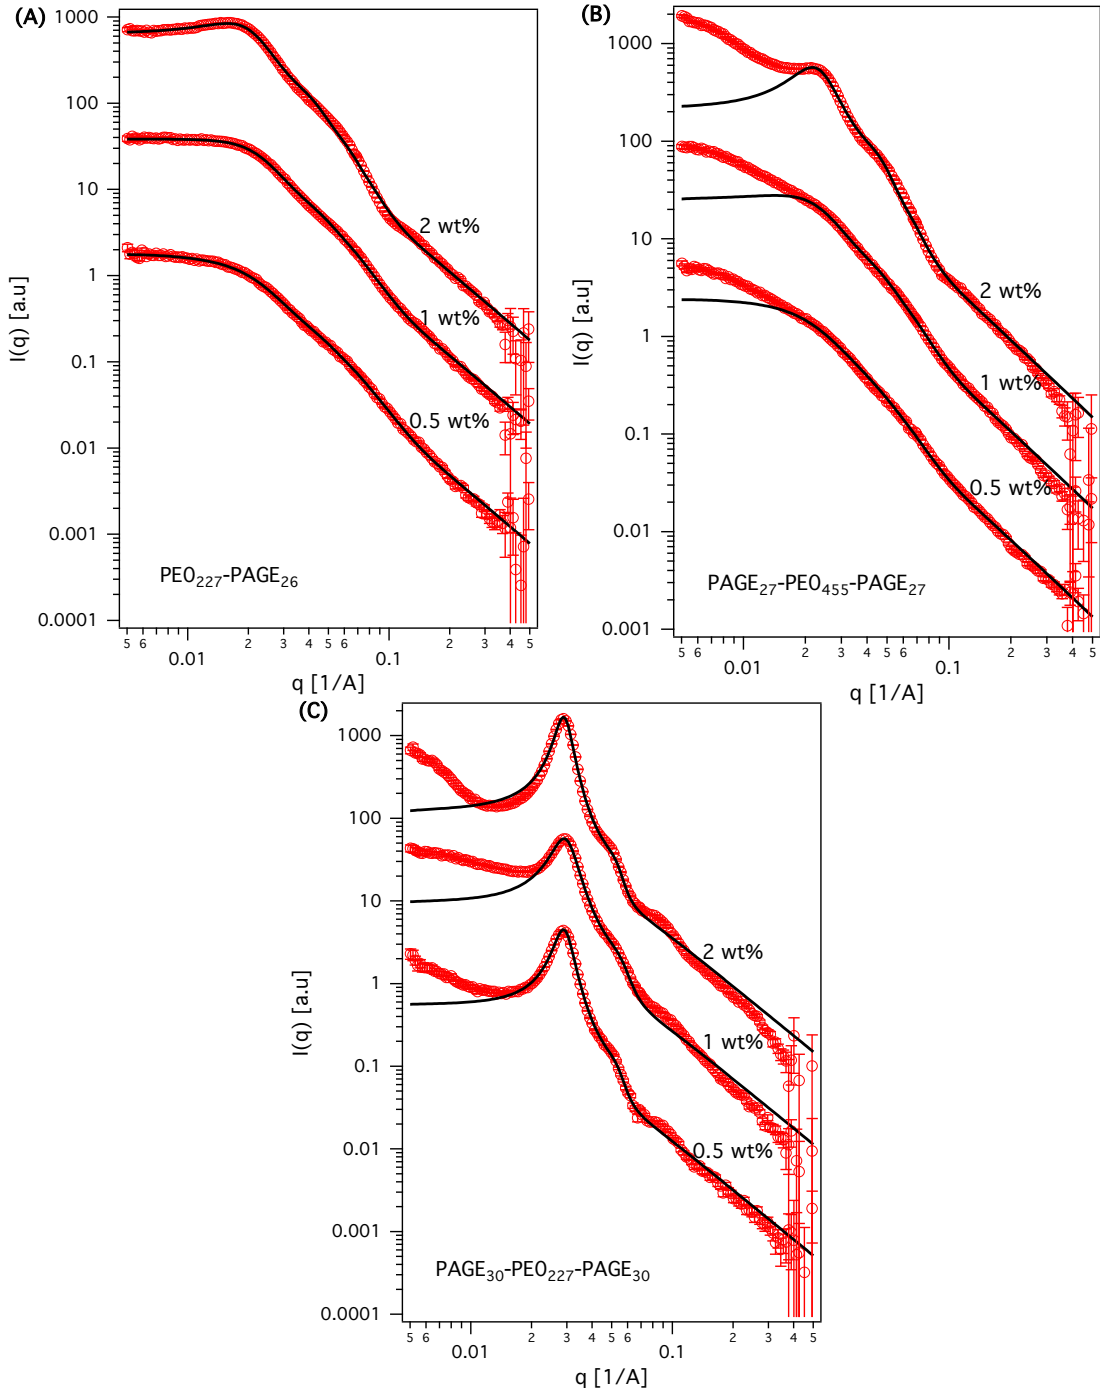 (A)
1000
100
10
1
0.1
0.01
0.001
0.0001
I(q) [a.u]
2 wt%
1 wt%
0.5 wt%
PEO₂₂₇-PAGE₂₆
5 6 0.01 2 3 4 5 6 0.1 2 3 4 5
q [1/A]
(B)
1000
100
10
1
0.1
0.01
0.001
I(q) [a.u]
2 wt%
1 wt%
0.5 wt%
PAGE₂₇-PEO₄₅₅-PAGE₂₇
5 6 0.01 2 3 4 5 6 0.1 2 3 4 5
q [1/A]
(C)
1000
100
10
1
0.1
0.01
0.001
0.0001
I(q) [a.u]
2 wt%
1 wt%
0.5 wt%
PAGE₃₀-PEO₂₂₇-PAGE₃₀
5 6 0.01 2 3 4 5 6 0.1 2 3 4 5
q [1/A]